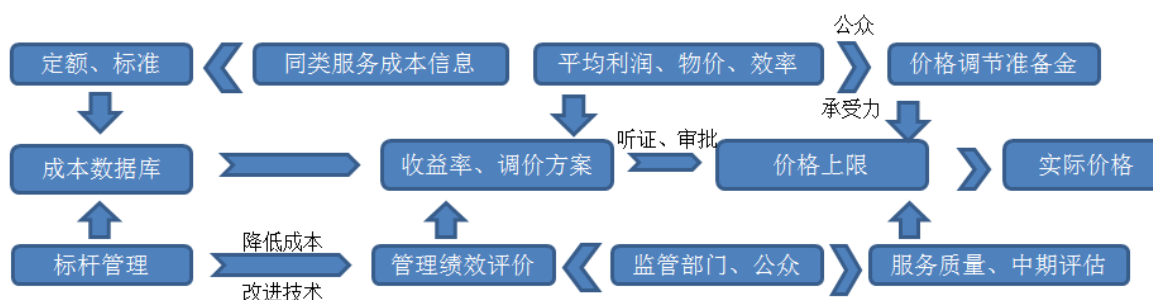 公众
定额、标准
同类服务成本信息
平均利润、物价、效率
价格调节准备金
承受力
听证、审批
成本数据库
收益率、调价方案
价格上限
实际价格
降低成本
标杆管理
管理绩效评价
监管部门、公众
服务质量、中期评估
改进技术